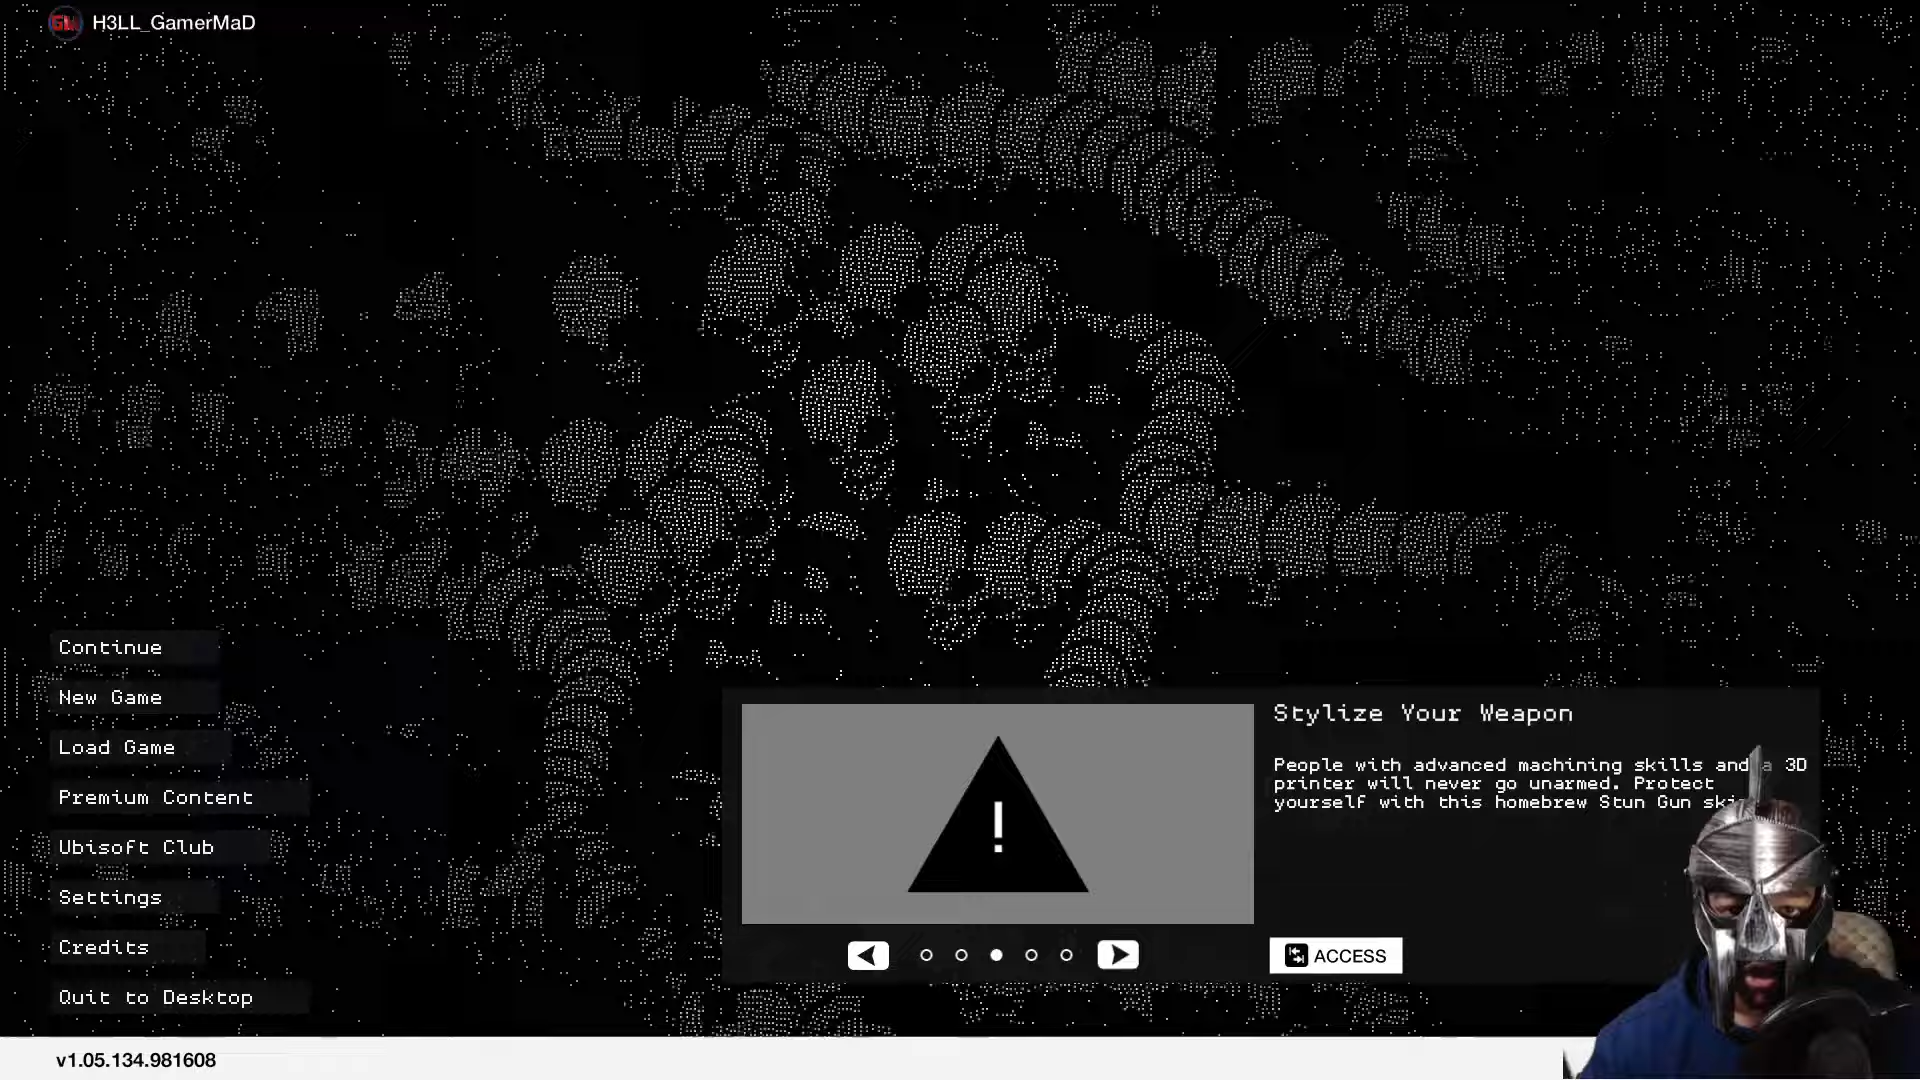 H3LL_GamerMaD
Continue
New Game
Load Game
Premium Content
Ubisoft Club
Settings
Credits
Quit to Desktop
!
Stylize Your Weapon
People with advanced machining skills and a 3D
printer will never go unarmed. Protect
yourself with this homebrew Stun Gun
ACCESS
v1.05.134.981608